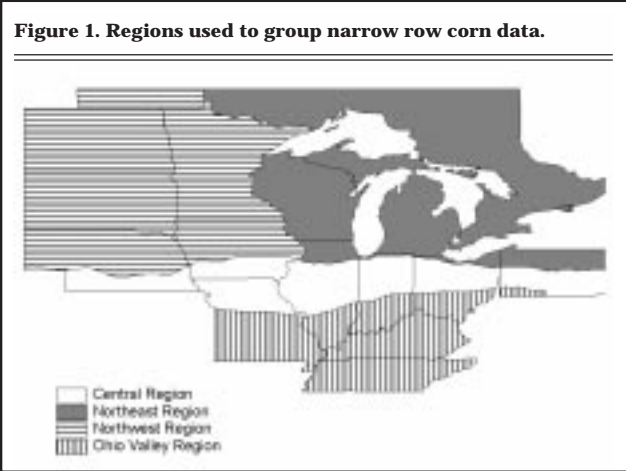 Figure 1. Regions used to group narrow row corn data.
Central Region
Northeast Region
Northwest Region
Ohio Valley Region